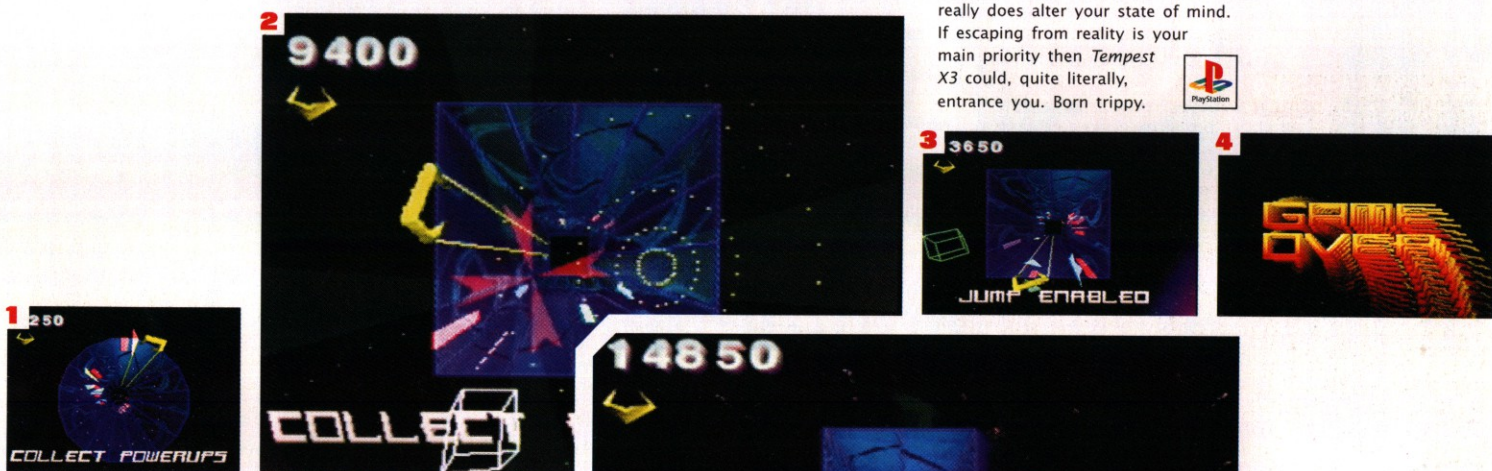 really does alter your state of mind.
If escaping from reality is your
main priority then Tempest
X3 could, quite literally,
entrance you. Born trippy.
PlayStation
2
9400
COLLECT
3
3650
JUMP ENABLED
4
GAME
OVER
1
250
COLLECT POWERUPS
14850